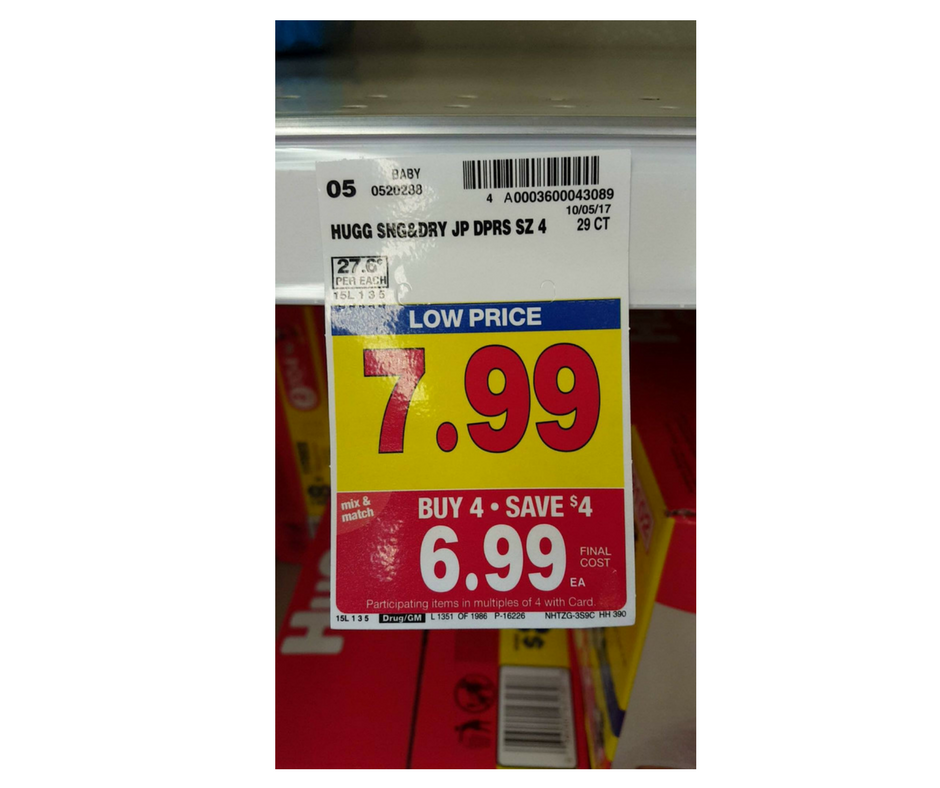 BABY
05 0520288
4 A0003600043089
10/05/17
HUGG SNG&DRY JP DPRS SZ 4 29 CT
27.6¢
PER EACH
15L 1 3 5
LOW PRICE
7.99
mix &
match
BUY 4 • SAVE $4
6.99 EA
FINAL
COST
Participating items in multiples of 4 with Card.
15L 1 3 5 Drug/GM L 1351 OF 1986 P-16226 NHTZG-3S9C HH 390